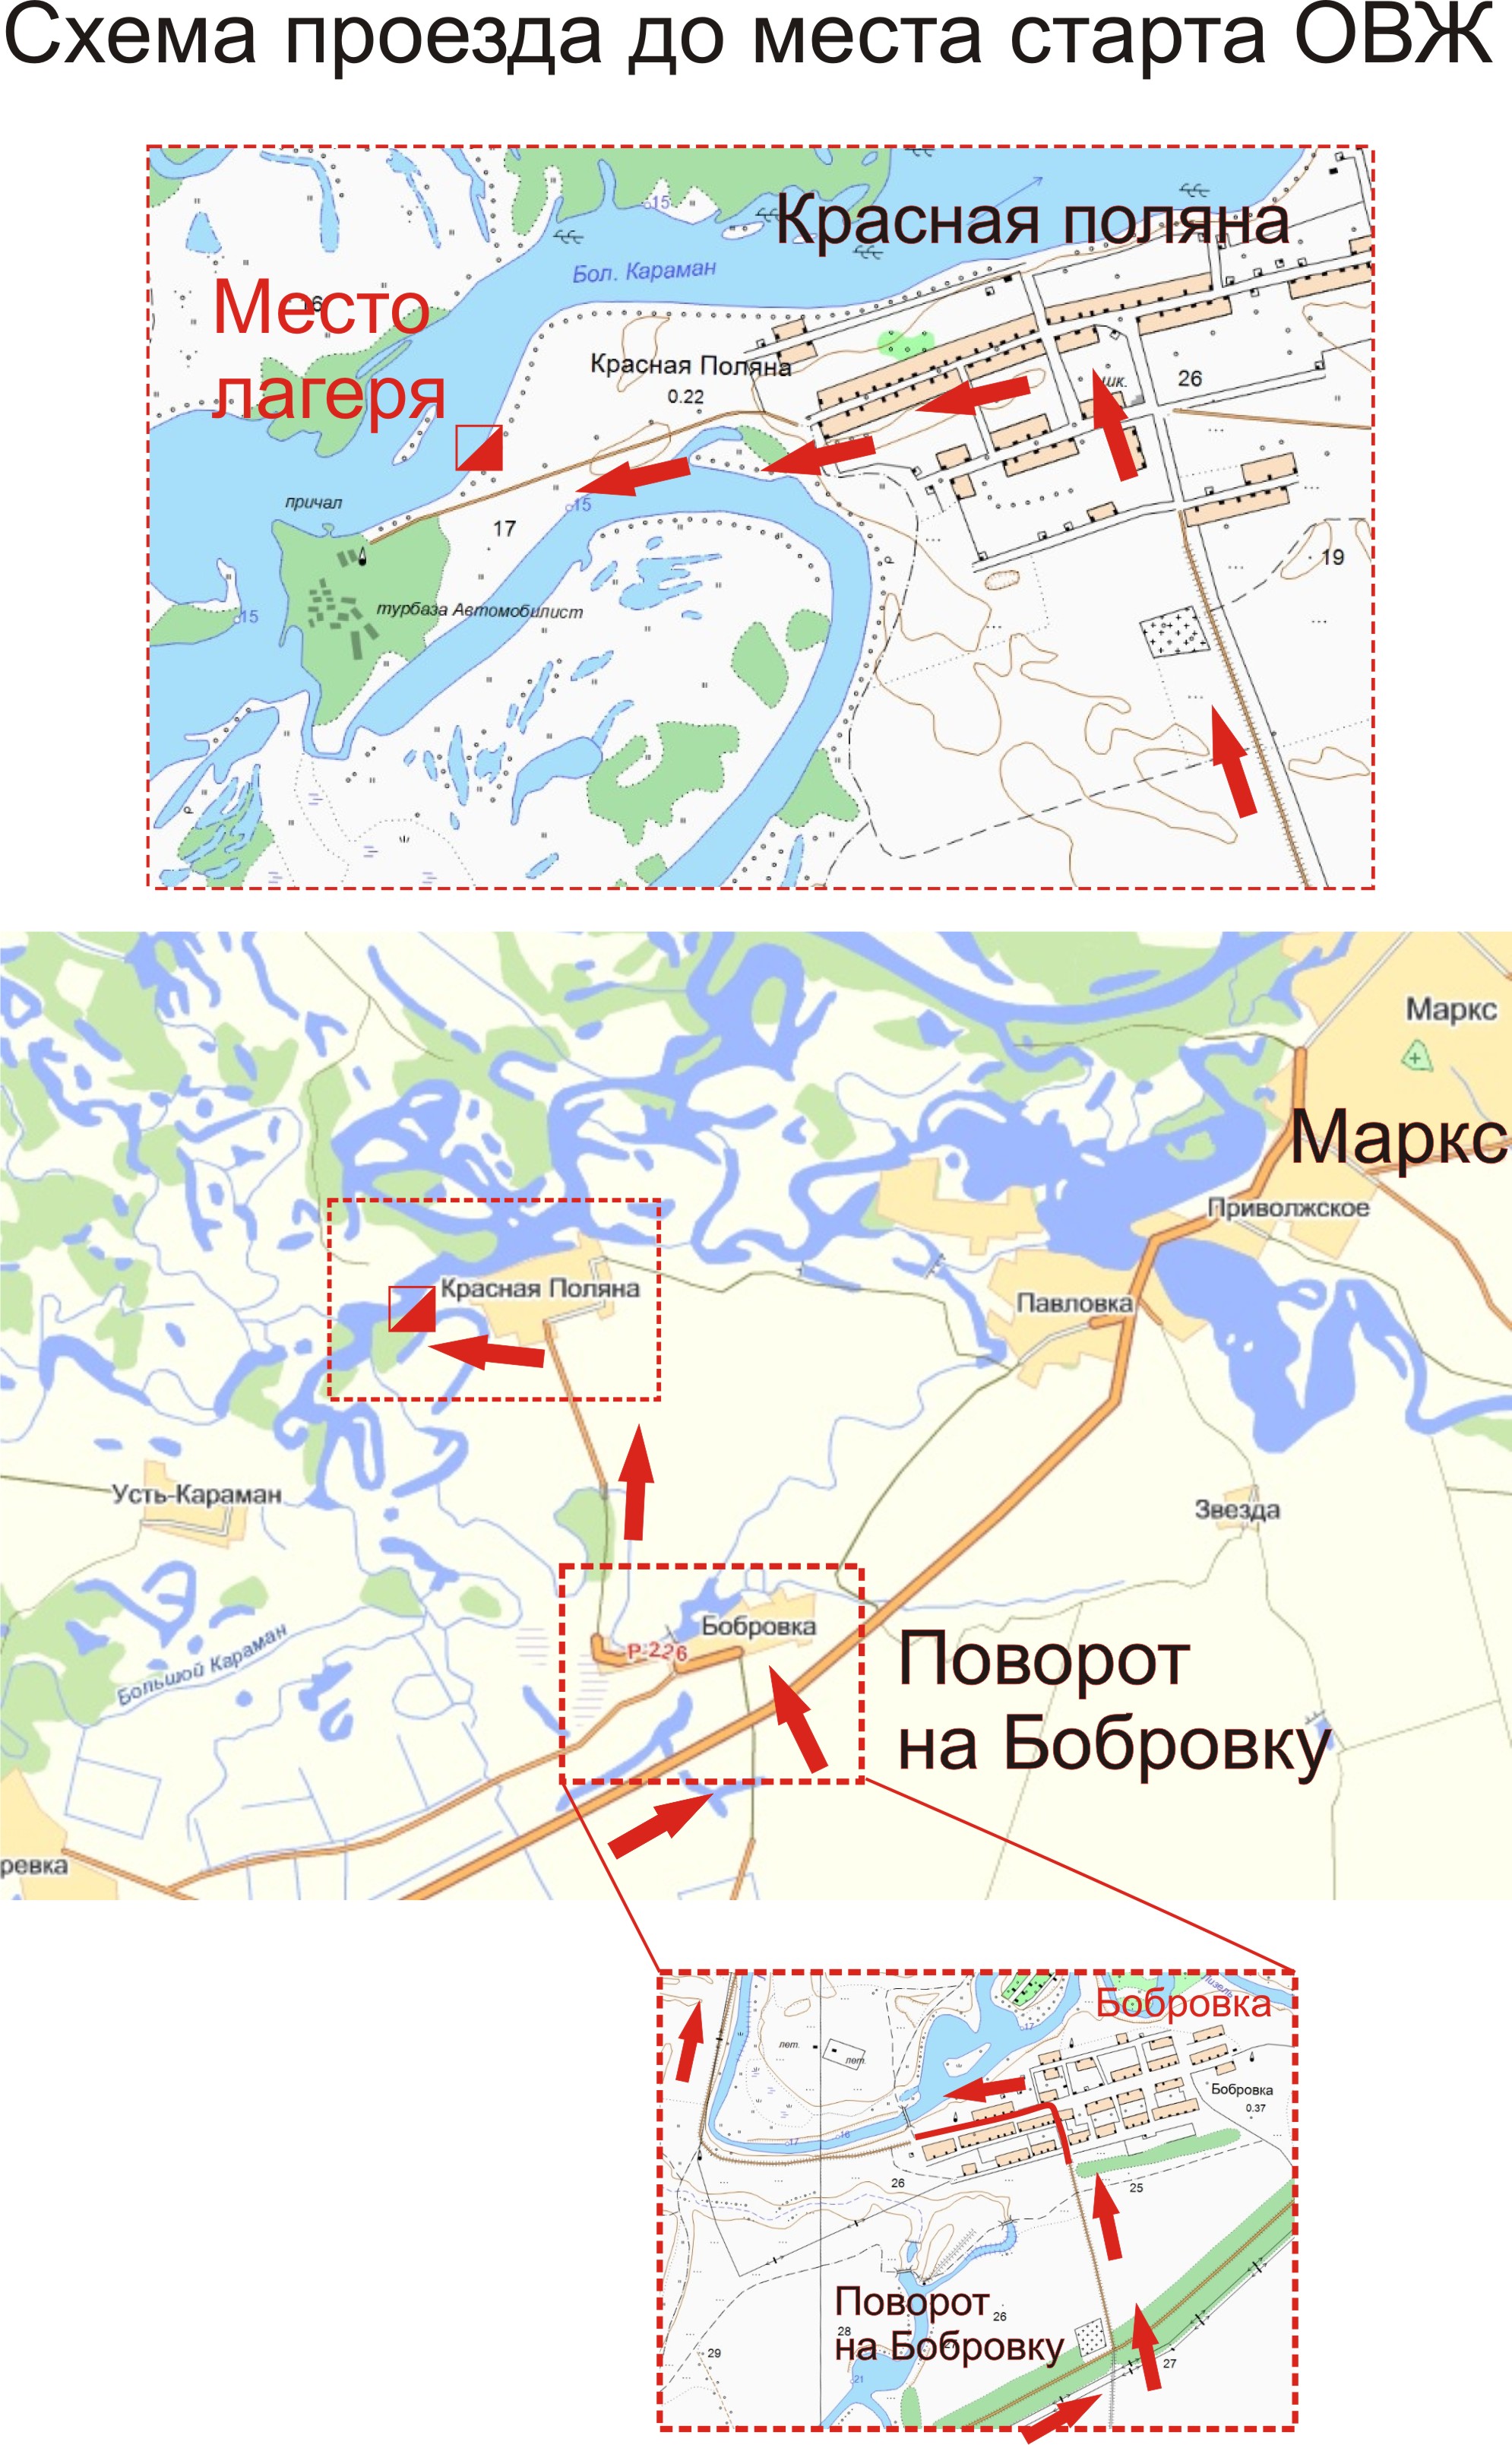 Схема проезда до места старта ОВЖ
15
Красная поляна
Бол. Караман
Место
лагеря
Красная Поляна
0.22
шк.
26
причал
15
17
19
15
турбаза Автомобилист
Маркс
Маркс
Приволжское
Красная Поляна
Павловка
Усть-Караман
Звезда
Бобровка
Р-226
Большой Караман
Поворот
на Бобровку
ревка
Бобровка
17
лет.
лет.
Бобровка
0.37
17
16
26
25
Поворот
26
28
на Бобровку
29
27
21